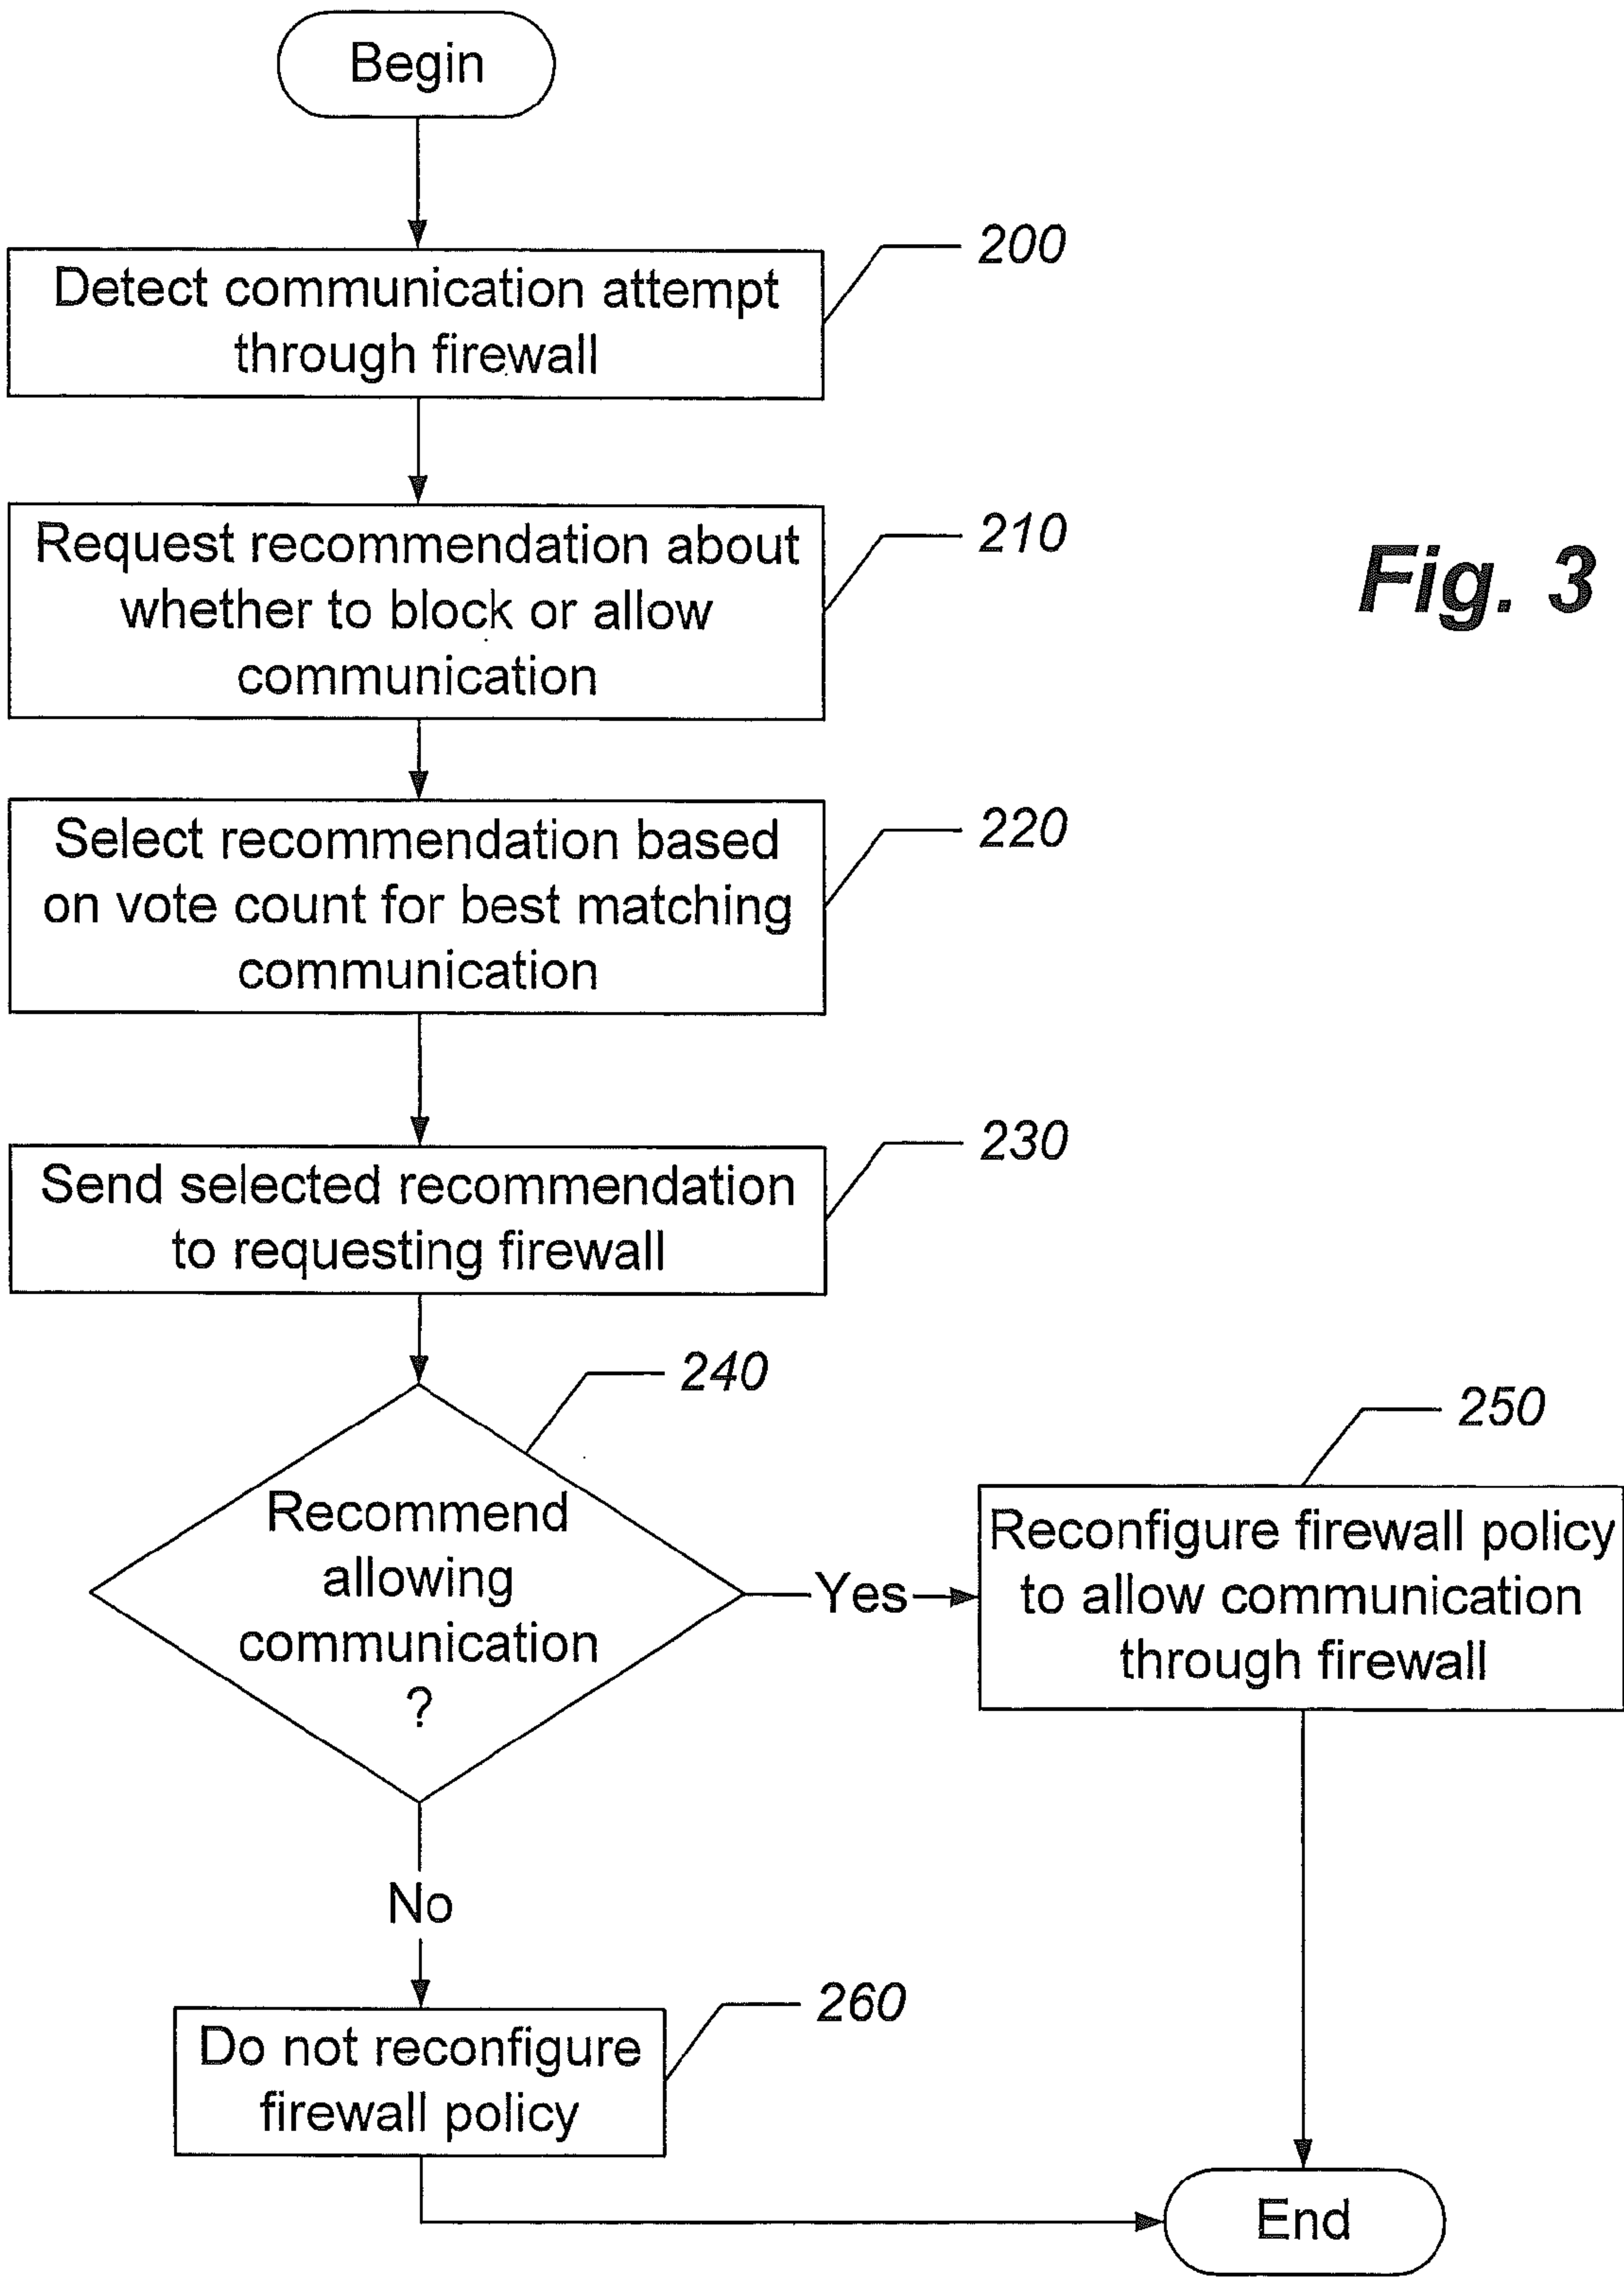 Begin
200
Detect communication attempt
through firewall
210
Request recommendation about
whether to block or allow
communication
Fig. 3
220
Select recommendation based
on vote count for best matching
communication
230
Send selected recommendation
to requesting firewall
240
Recommend
allowing
communication
?
Yes
250
Reconfigure firewall policy
to allow communication
through firewall
No
260
Do not reconfigure
firewall policy
End